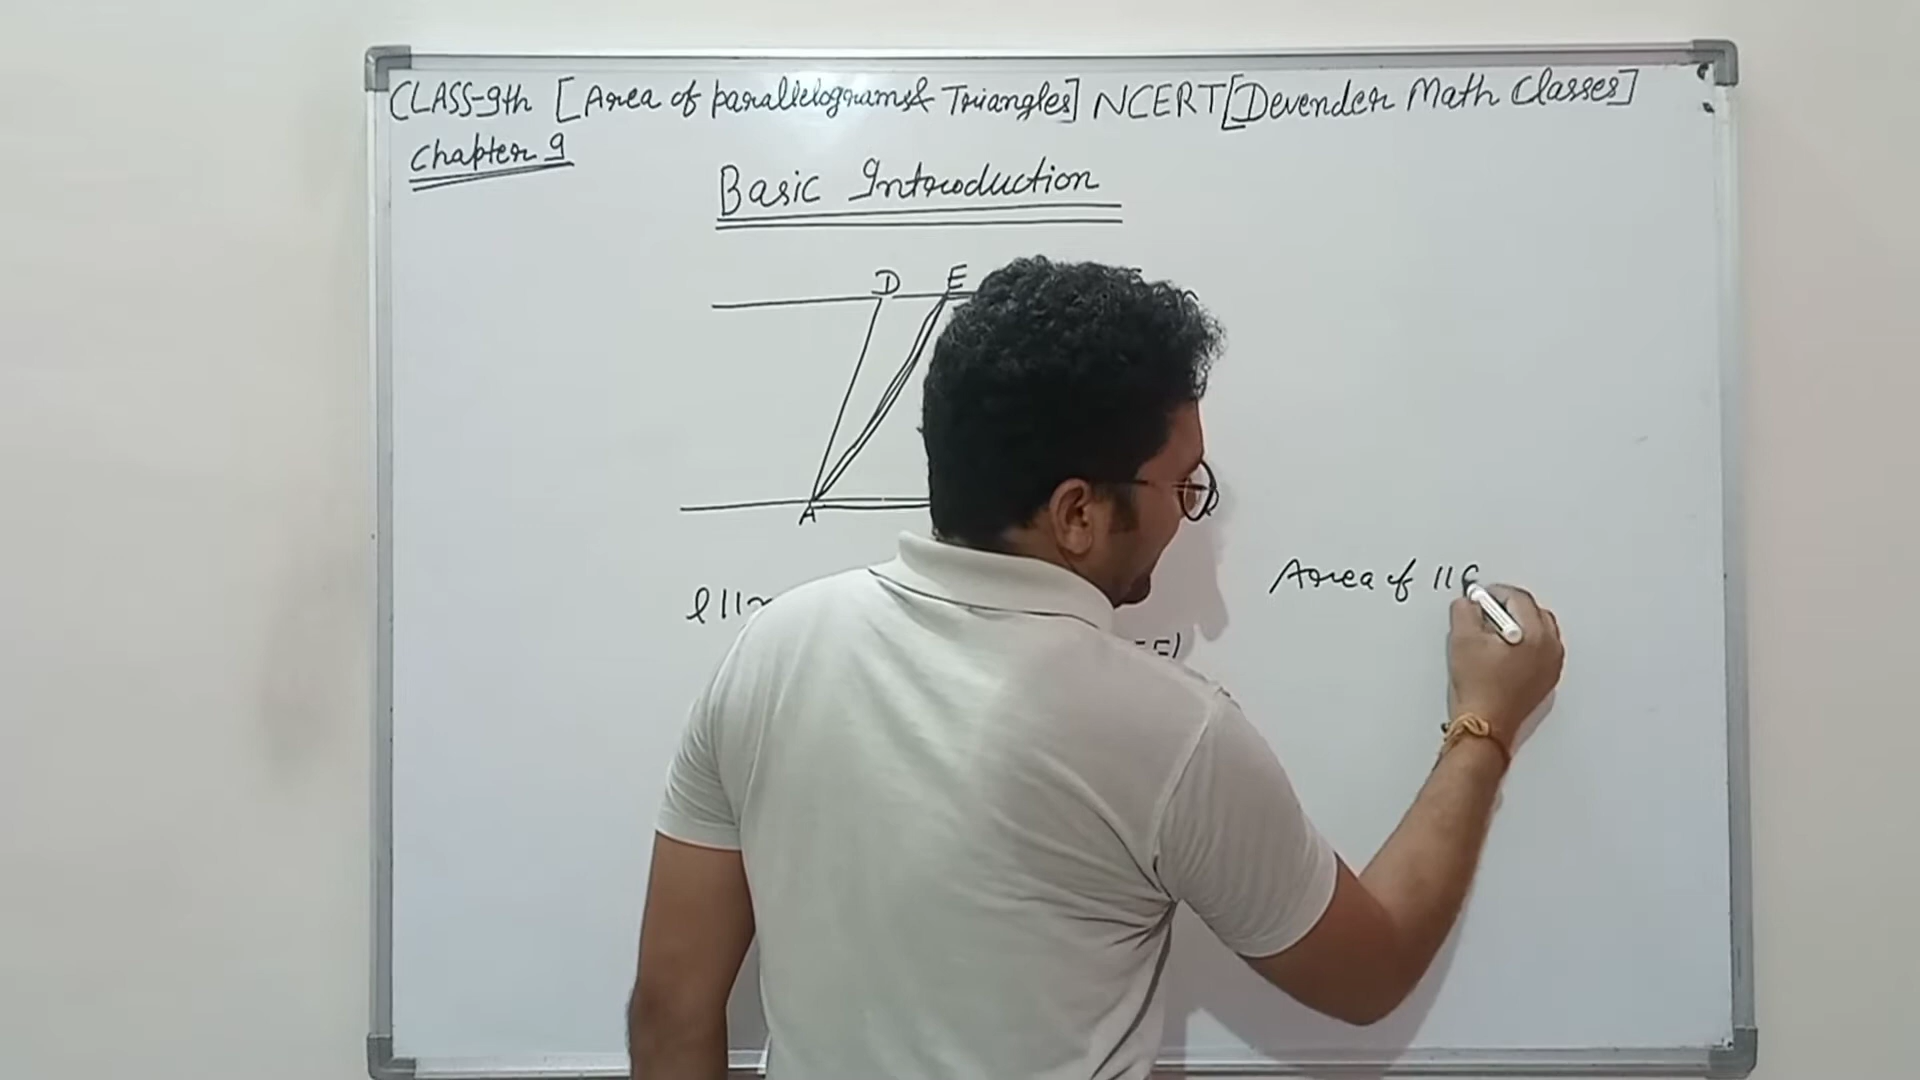 CLASS-9th [Area of parallelograms& Triangles] NCERT[Devender Math Classes]
Chapter 9
Basic Introduction
D E
A
l ||
Area of ||